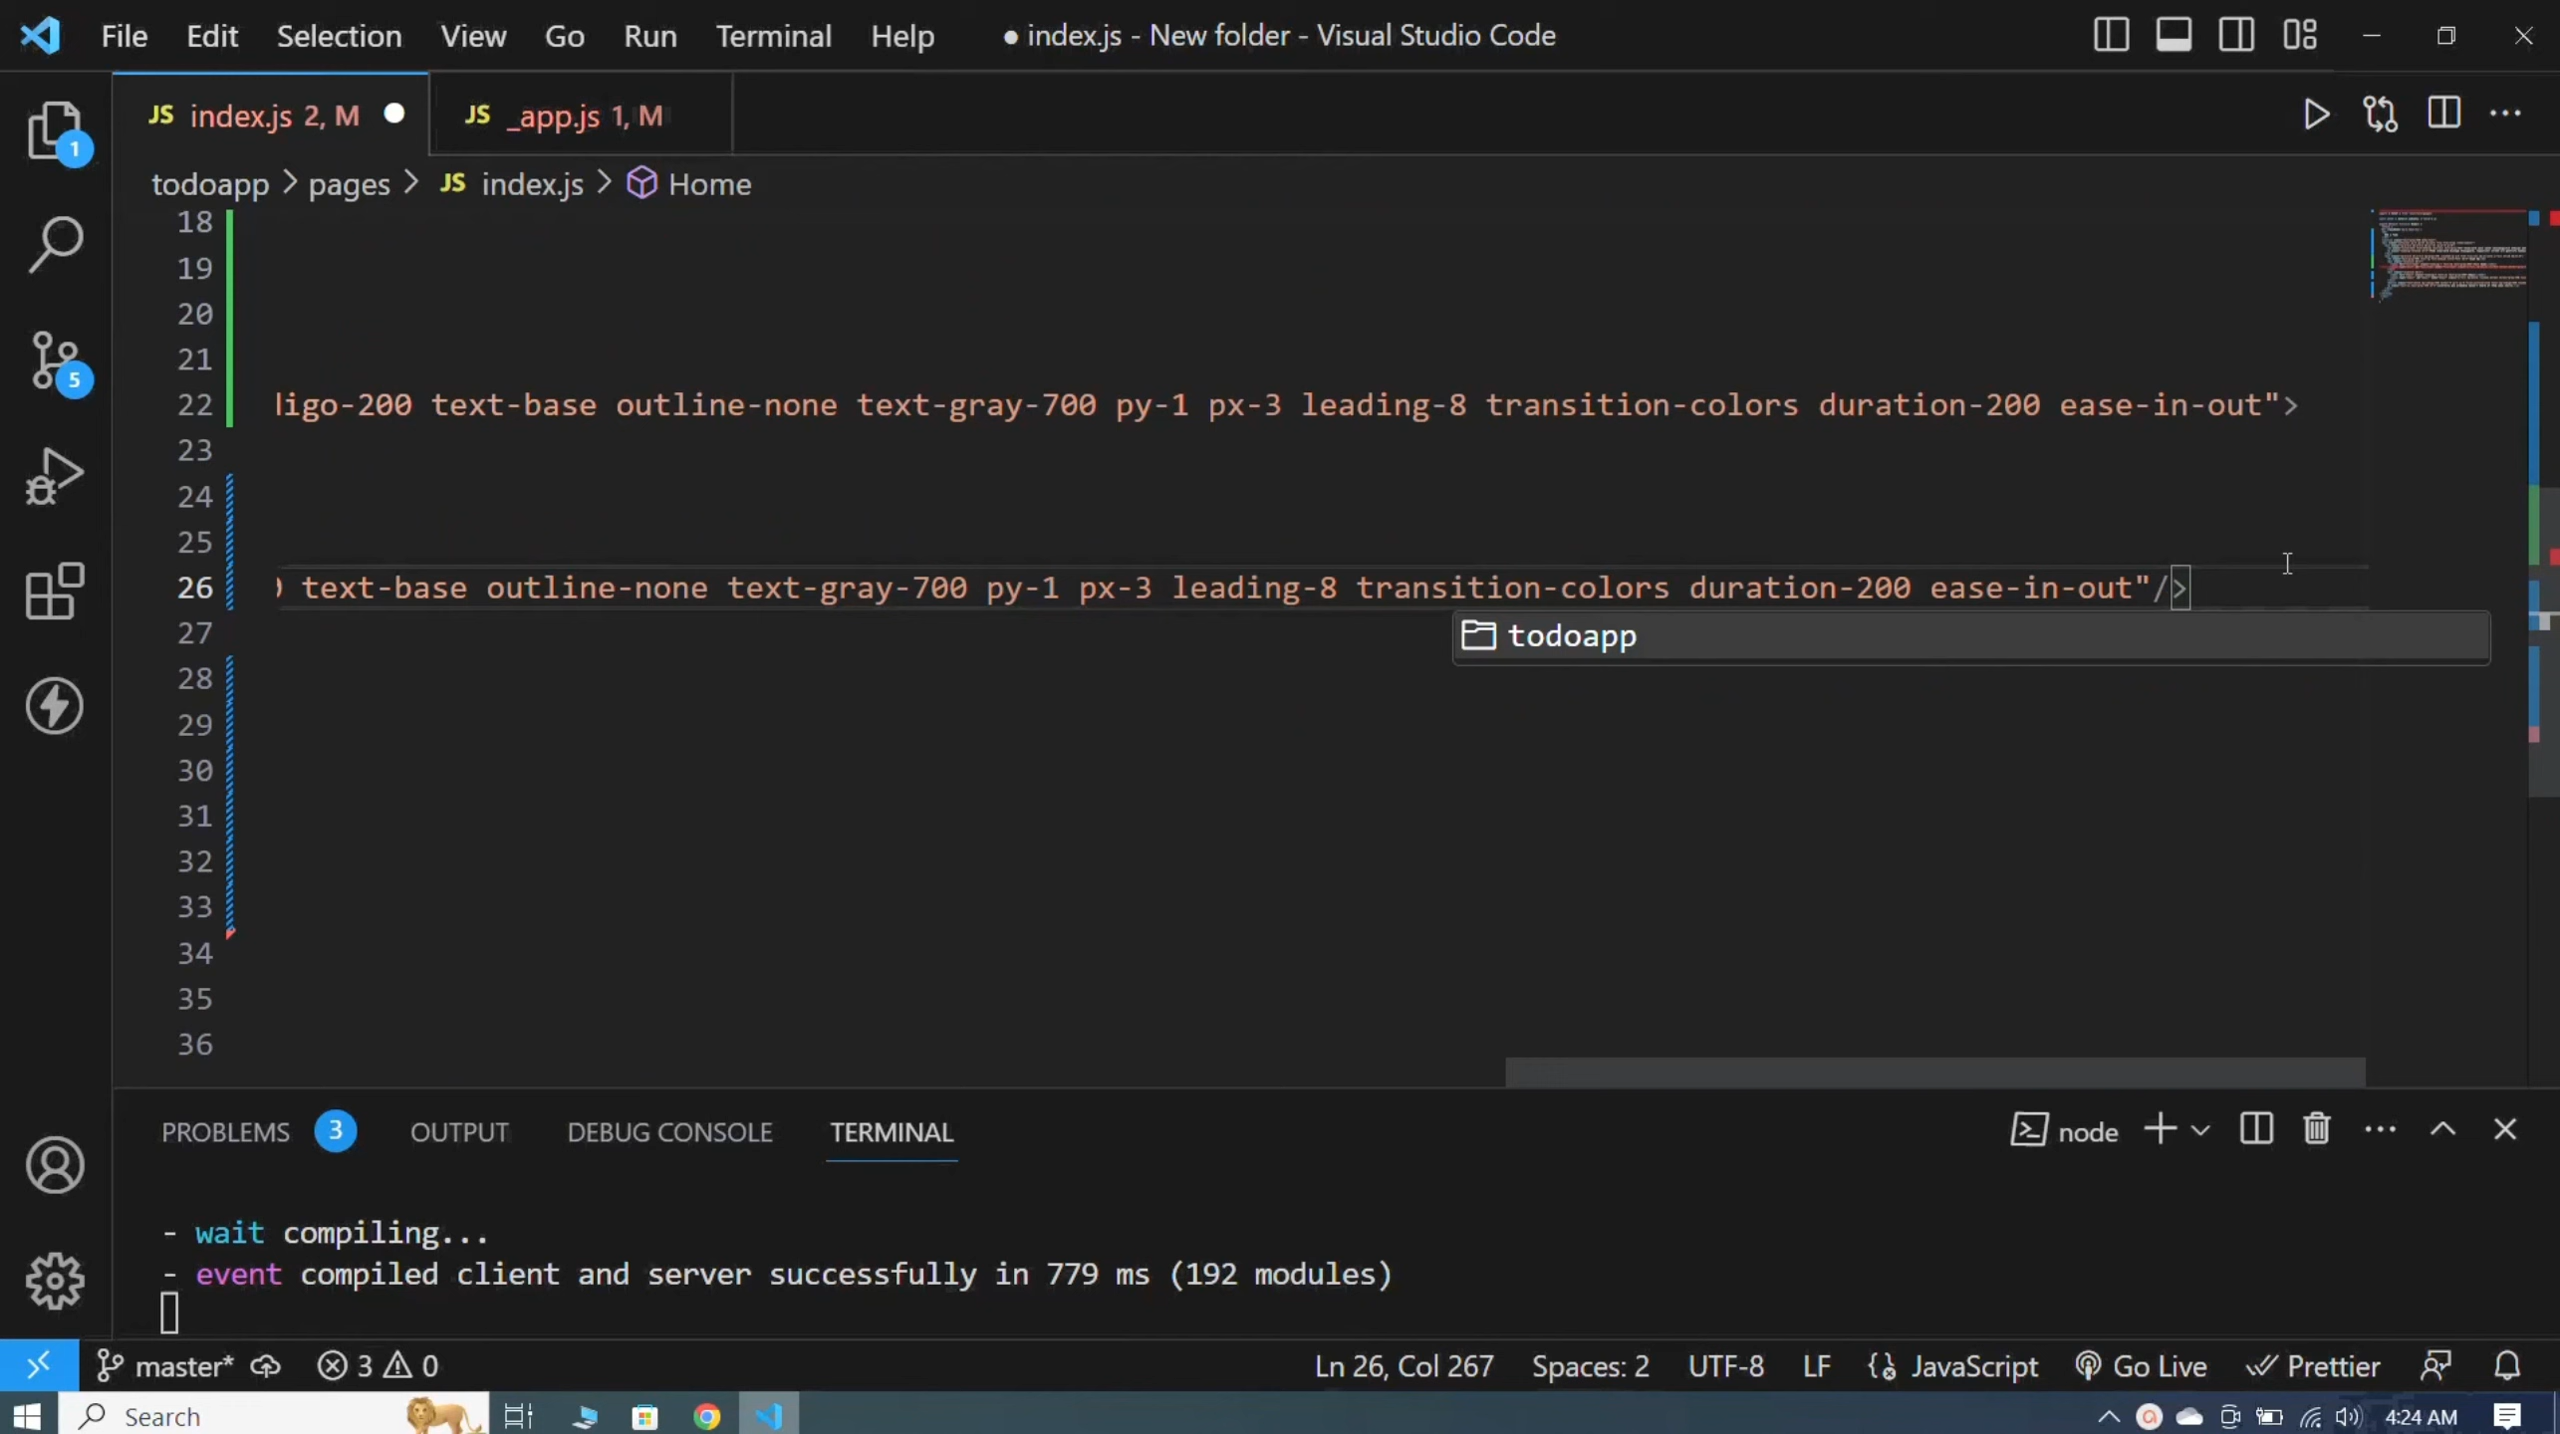 File Edit Selection View Go Run Terminal Help ● index.js - New folder - Visual Studio Code
JS index.js 2, M
JS _app.js 1, M
todoapp > pages > JS index.js > Home
18
19
20
21
22 ligo-200 text-base outline-none text-gray-700 py-1 px-3 leading-8 transition-colors duration-200 ease-in-out">
23
24
25
26 0 text-base outline-none text-gray-700 py-1 px-3 leading-8 transition-colors duration-200 ease-in-out"/>
todoapp
27
28
29
30
31
32
33
34
35
36
1
5
PROBLEMS 3 OUTPUT DEBUG CONSOLE TERMINAL node
- wait compiling...
- event compiled client and server successfully in 779 ms (192 modules)
master* 3 0 Ln 26, Col 267 Spaces: 2 UTF-8 LF JavaScript Go Live Prettier
Search 4:24 AM